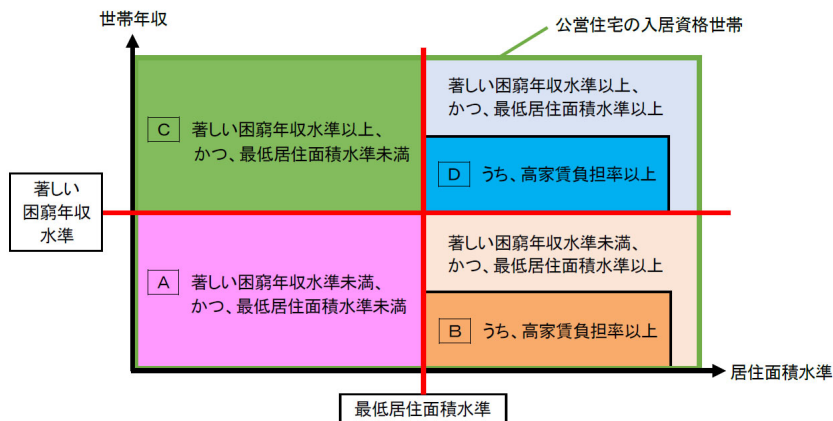 世帯年収
公営住宅の入居資格世帯
C 著しい困窮年収水準以上、
かつ、最低居住面積水準未満
著しい困窮年収水準以上、
かつ、最低居住面積水準以上
D うち、高家賃負担率以上
著しい
困窮年収
水準
A 著しい困窮年収水準未満、
かつ、最低居住面積水準未満
著しい困窮年収水準未満、
かつ、最低居住面積水準以上
B うち、高家賃負担率以上
居住面積水準
最低居住面積水準